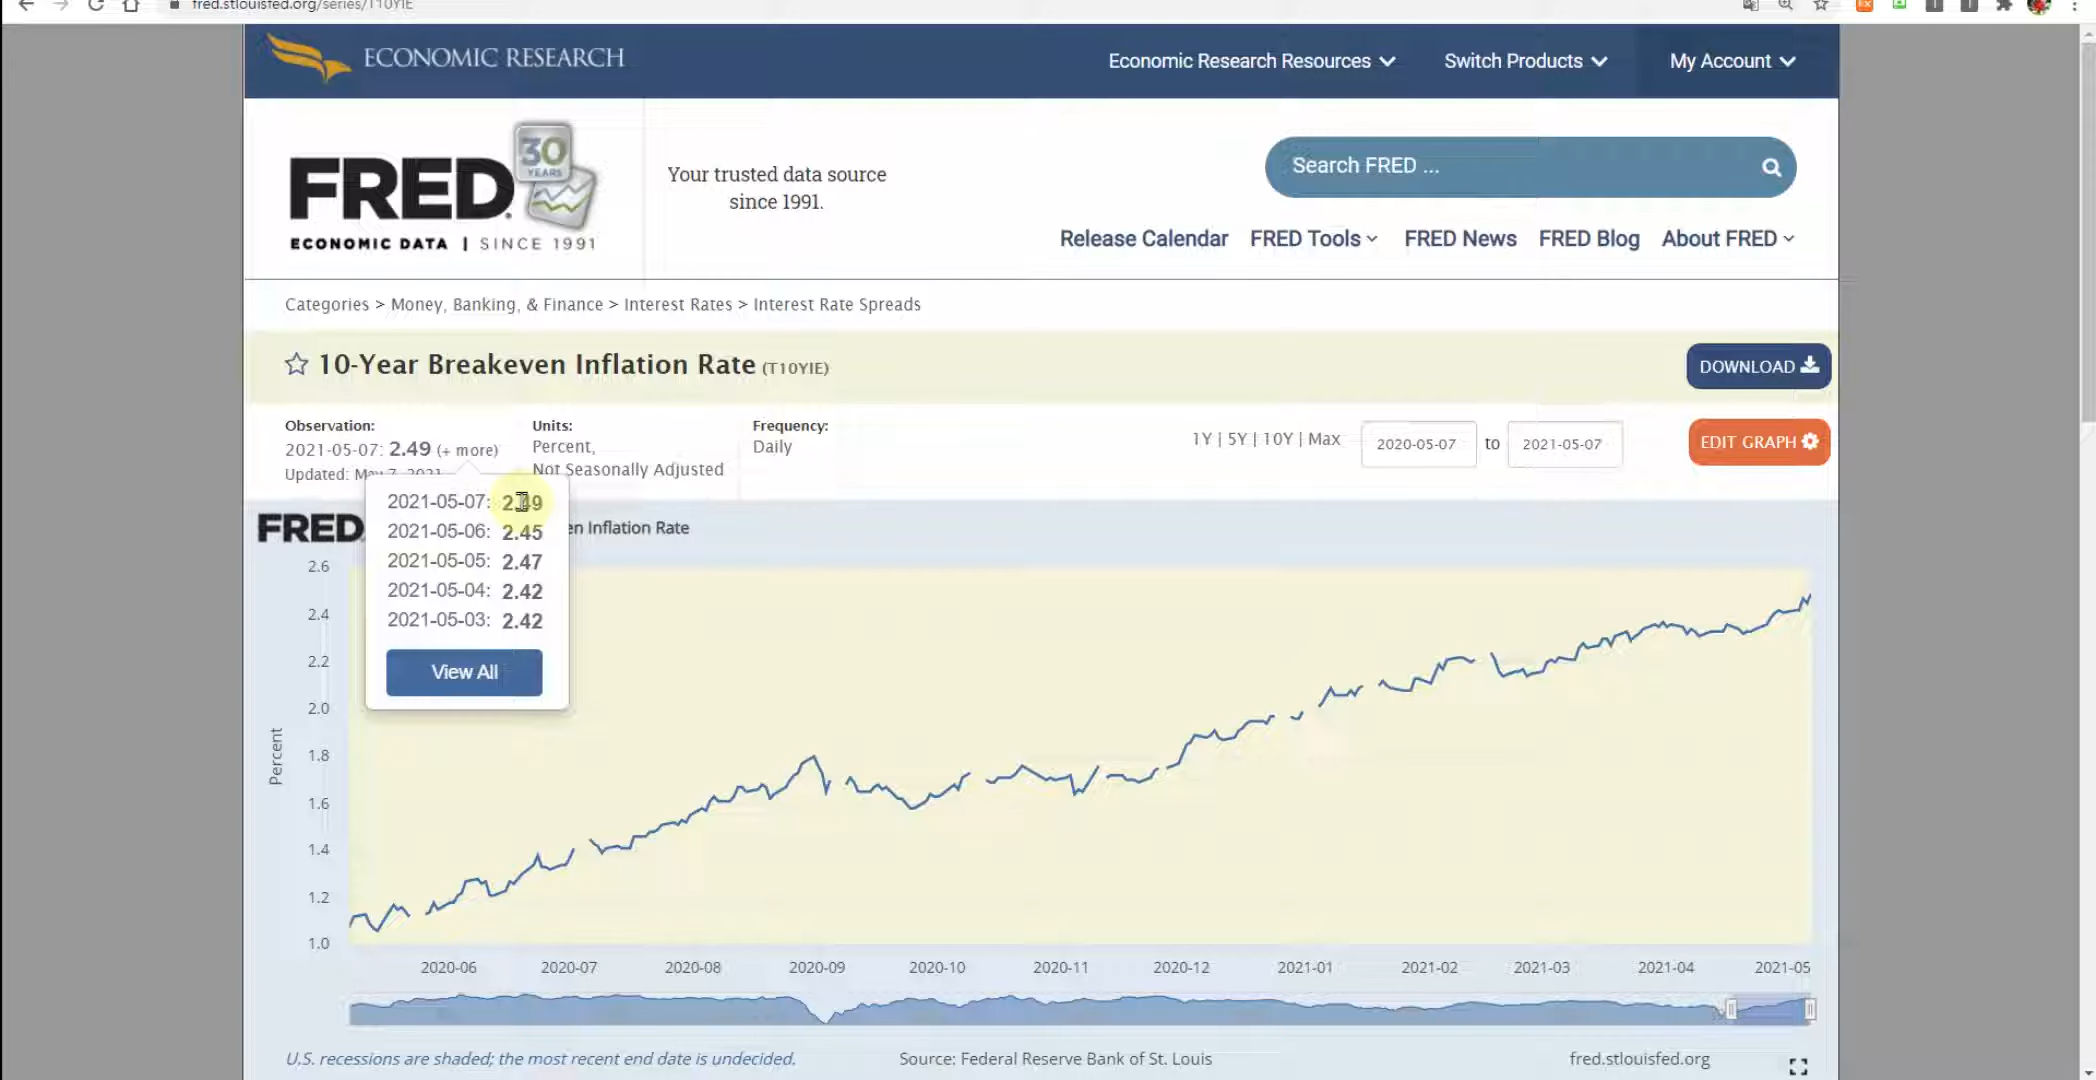 fred.stlouisfed.org/series/T10YIE
ECONOMIC RESEARCH
Economic Research Resources
Switch Products
My Account
30
YEARS
FRED
ECONOMIC DATA | SINCE 1991
Your trusted data source
since 1991.
Search FRED ...
Release Calendar
FRED Tools
FRED News
FRED Blog
About FRED
Categories > Money, Banking, & Finance > Interest Rates > Interest Rate Spreads
10-Year Breakeven Inflation Rate (T10YIE)
DOWNLOAD
Observation:
2021-05-07: 2.49 (+ more)
Updated: May 7, 2021
Units:
Percent,
Not Seasonally Adjusted
Frequency:
Daily
1Y | 5Y | 10Y | Max
2020-05-07 to 2021-05-07
EDIT GRAPH
2021-05-07: 2.49
2021-05-06: 2.45
2021-05-05: 2.47
2021-05-04: 2.42
2021-05-03: 2.42
View All
FRED
en Inflation Rate
Percent
2.6
2.4
2.2
2.0
1.8
1.6
1.4
1.2
1.0
2020-06
2020-07
2020-08
2020-09
2020-10
2020-11
2020-12
2021-01
2021-02
2021-03
2021-04
2021-05
U.S. recessions are shaded; the most recent end date is undecided.
Source: Federal Reserve Bank of St. Louis
fred.stlouisfed.org